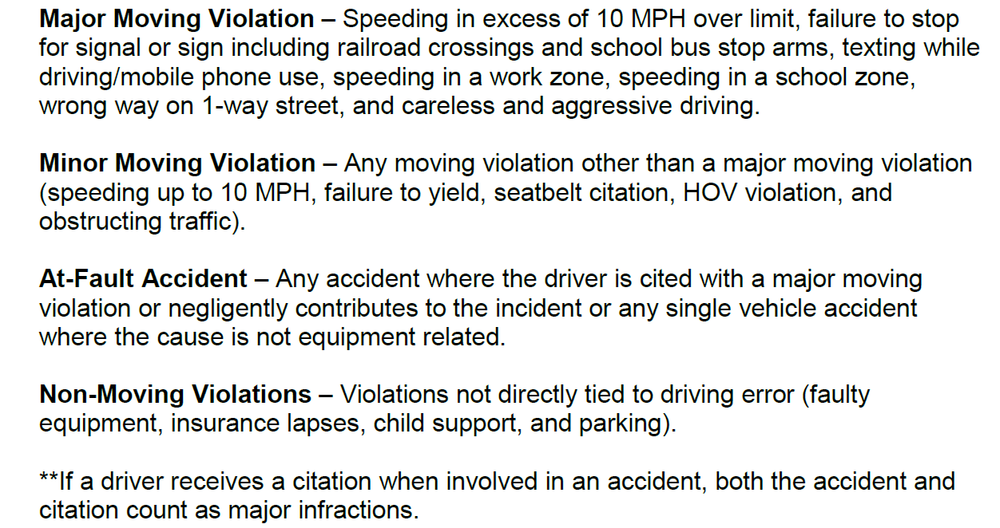 Major Moving Violation – Speeding in excess of 10 MPH over limit, failure to stop
for signal or sign including railroad crossings and school bus stop arms, texting while
driving/mobile phone use, speeding in a work zone, speeding in a school zone,
wrong way on 1-way street, and careless and aggressive driving.
Minor Moving Violation – Any moving violation other than a major moving violation
(speeding up to 10 MPH, failure to yield, seatbelt citation, HOV violation, and
obstructing traffic).
At-Fault Accident – Any accident where the driver is cited with a major moving
violation or negligently contributes to the incident or any single vehicle accident
where the cause is not equipment related.
Non-Moving Violations – Violations not directly tied to driving error (faulty
equipment, insurance lapses, child support, and parking).
**If a driver receives a citation when involved in an accident, both the accident and
citation count as major infractions.